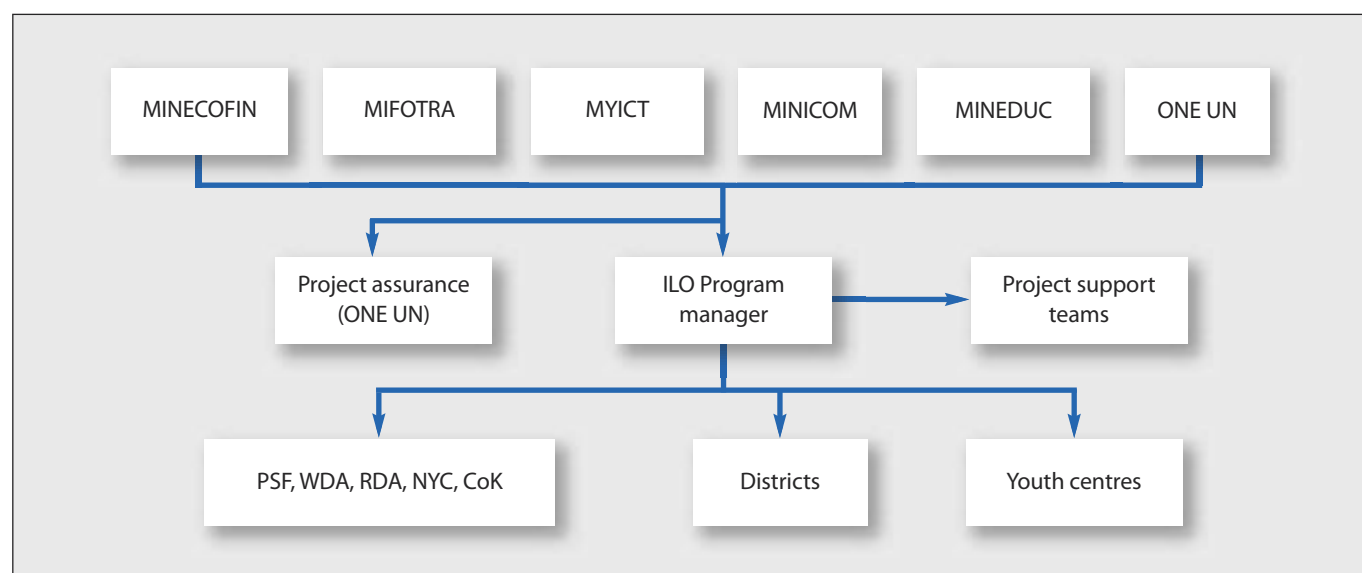 MINECOFIN
MIFOTRA
MYICT
MINICOM
MINEDUC
ONE UN
Project assurance
(ONE UN)
ILO Program
manager
Project support
teams
PSF, WDA, RDA, NYC, CoK
Districts
Youth centres